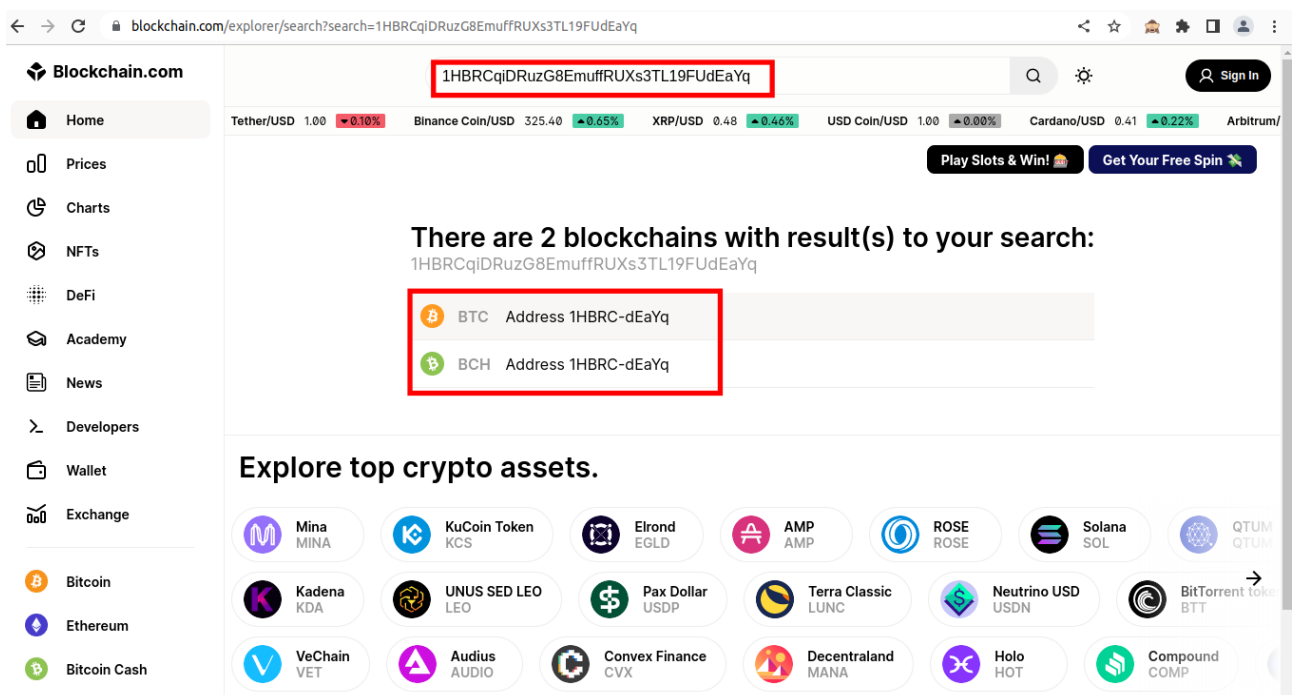 blockchain.com/explorer/search?search=1HBRCqiDRuzG8EmuffRUXs3TL19FUdEaYq
Blockchain.com
1HBRCqiDRuzG8EmuffRUXs3TL19FUdEaYq
Sign In
Home
Tether/USD 1.00 ▾0.10% Binance Coin/USD 325.40 ▴0.65% XRP/USD 0.48 ▴0.46% USD Coin/USD 1.00 ▴0.00% Cardano/USD 0.41 ▴0.22% Arbitrum/
Play Slots & Win! 🎰 Get Your Free Spin 💸
Prices
Charts
NFTs
DeFi
Academy
News
Developers
Wallet
Exchange
Bitcoin
Ethereum
Bitcoin Cash
There are 2 blockchains with result(s) to your search:
1HBRCqiDRuzG8EmuffRUXs3TL19FUdEaYq
BTC Address 1HBRC-dEaYq
BCH Address 1HBRC-dEaYq
Explore top crypto assets.
Mina
MINA
KuCoin Token
KCS
Elrond
EGLD
AMP
AMP
ROSE
ROSE
Solana
SOL
QTUM
QTUM
Kadena
KDA
UNUS SED LEO
LEO
Pax Dollar
USDP
Terra Classic
LUNC
Neutrino USD
USDN
BitTorrent toke
BTT
VeChain
VET
Audius
AUDIO
Convex Finance
CVX
Decentraland
MANA
Holo
HOT
Compound
COMP